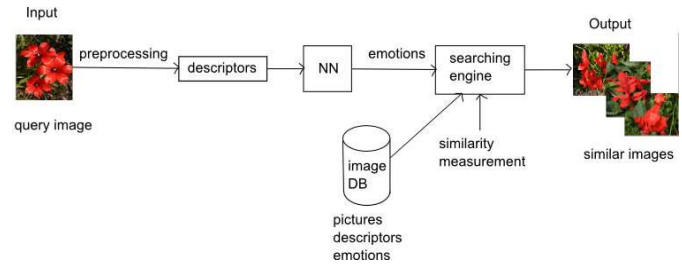 Input
Output
preprocessing
descriptors
NN
emotions
searching
engine
query image
image
DB
similarity
measurement
similar images
pictures
descriptors
emotions